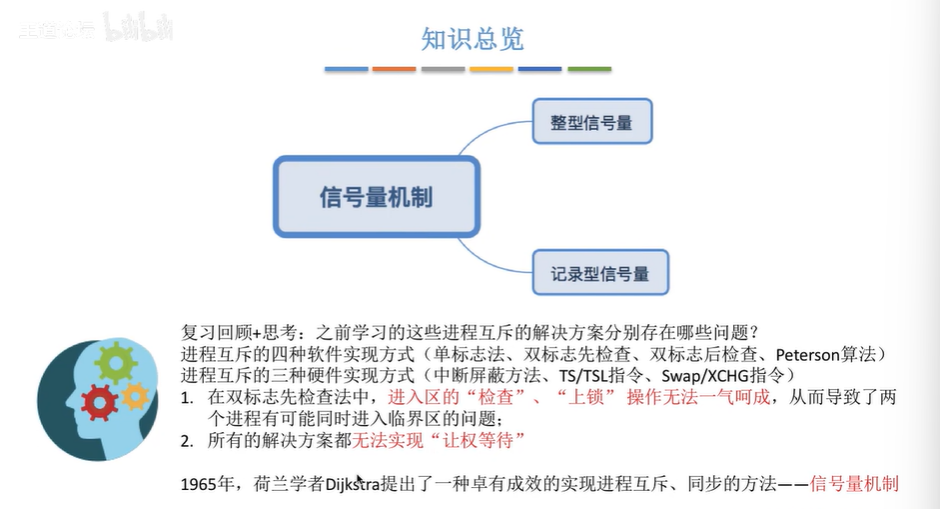 bilibili
知识总览
整型信号量
信号量机制
记录型信号量
复习回顾+思考：之前学习的这些进程互斥的解决方案分别存在哪些问题？
进程互斥的四种软件实现方式（单标志法、双标志先检查、双标志后检查、Peterson算法）
进程互斥的三种硬件实现方式（中断屏蔽方法、TS/TSL指令、Swap/XCHG指令）
1. 在双标志先检查法中，进入区的“检查”、“上锁” 操作无法一气呵成，从而导致了两
个进程有可能同时进入临界区的问题；
2. 所有的解决方案都无法实现“让权等待”
1965年，荷兰学者Dijkstra提出了一种卓有成效的实现进程互斥、同步的方法——信号量机制